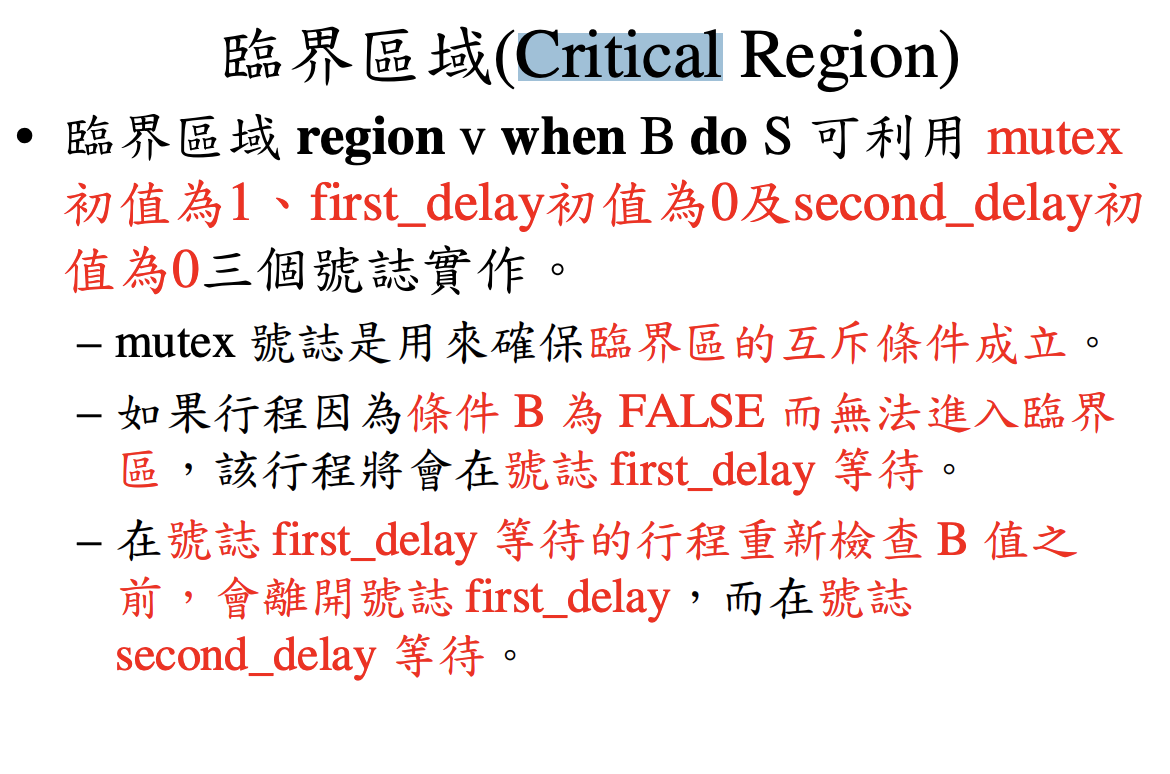 臨界區域(Critical Region)
• 臨界區域 region v when B do S 可利用 mutex
初值為1、first_delay初值為0及second_delay初
值為0三個號誌實作。
– mutex 號誌是用來確保臨界區的互斥條件成立。
– 如果行程因為條件 B 為 FALSE 而無法進入臨界
區，該行程將會在號誌 first_delay 等待。
– 在號誌 first_delay 等待的行程重新檢查 B 值之
前，會離開號誌 first_delay，而在號誌
second_delay 等待。